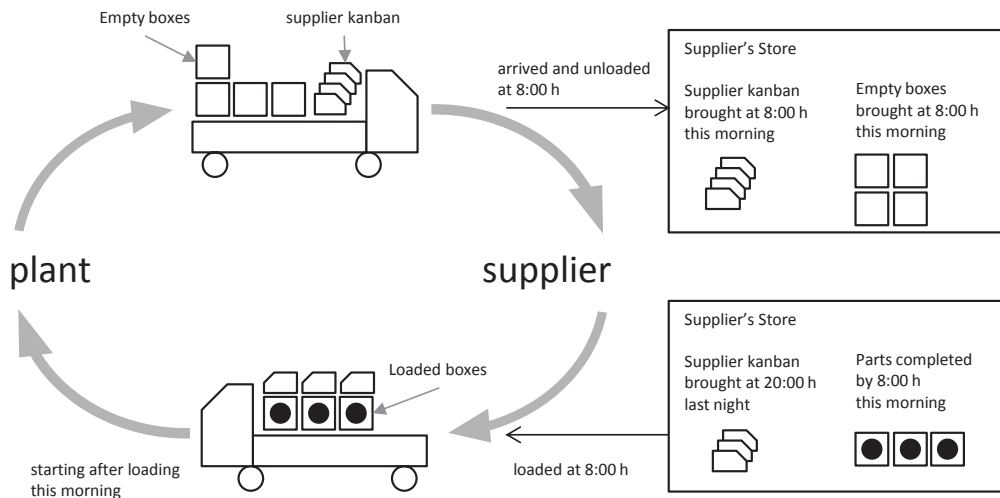 Empty boxes
supplier kanban
arrived and unloaded
at 8:00 h
Supplier's Store
Supplier kanban
brought at 8:00 h
this morning
Empty boxes
brought at 8:00 h
this morning
plant
supplier
Supplier's Store
Supplier kanban
brought at 20:00 h
last night
Parts completed
by 8:00 h
this morning
Loaded boxes
loaded at 8:00 h
starting after loading
this morning